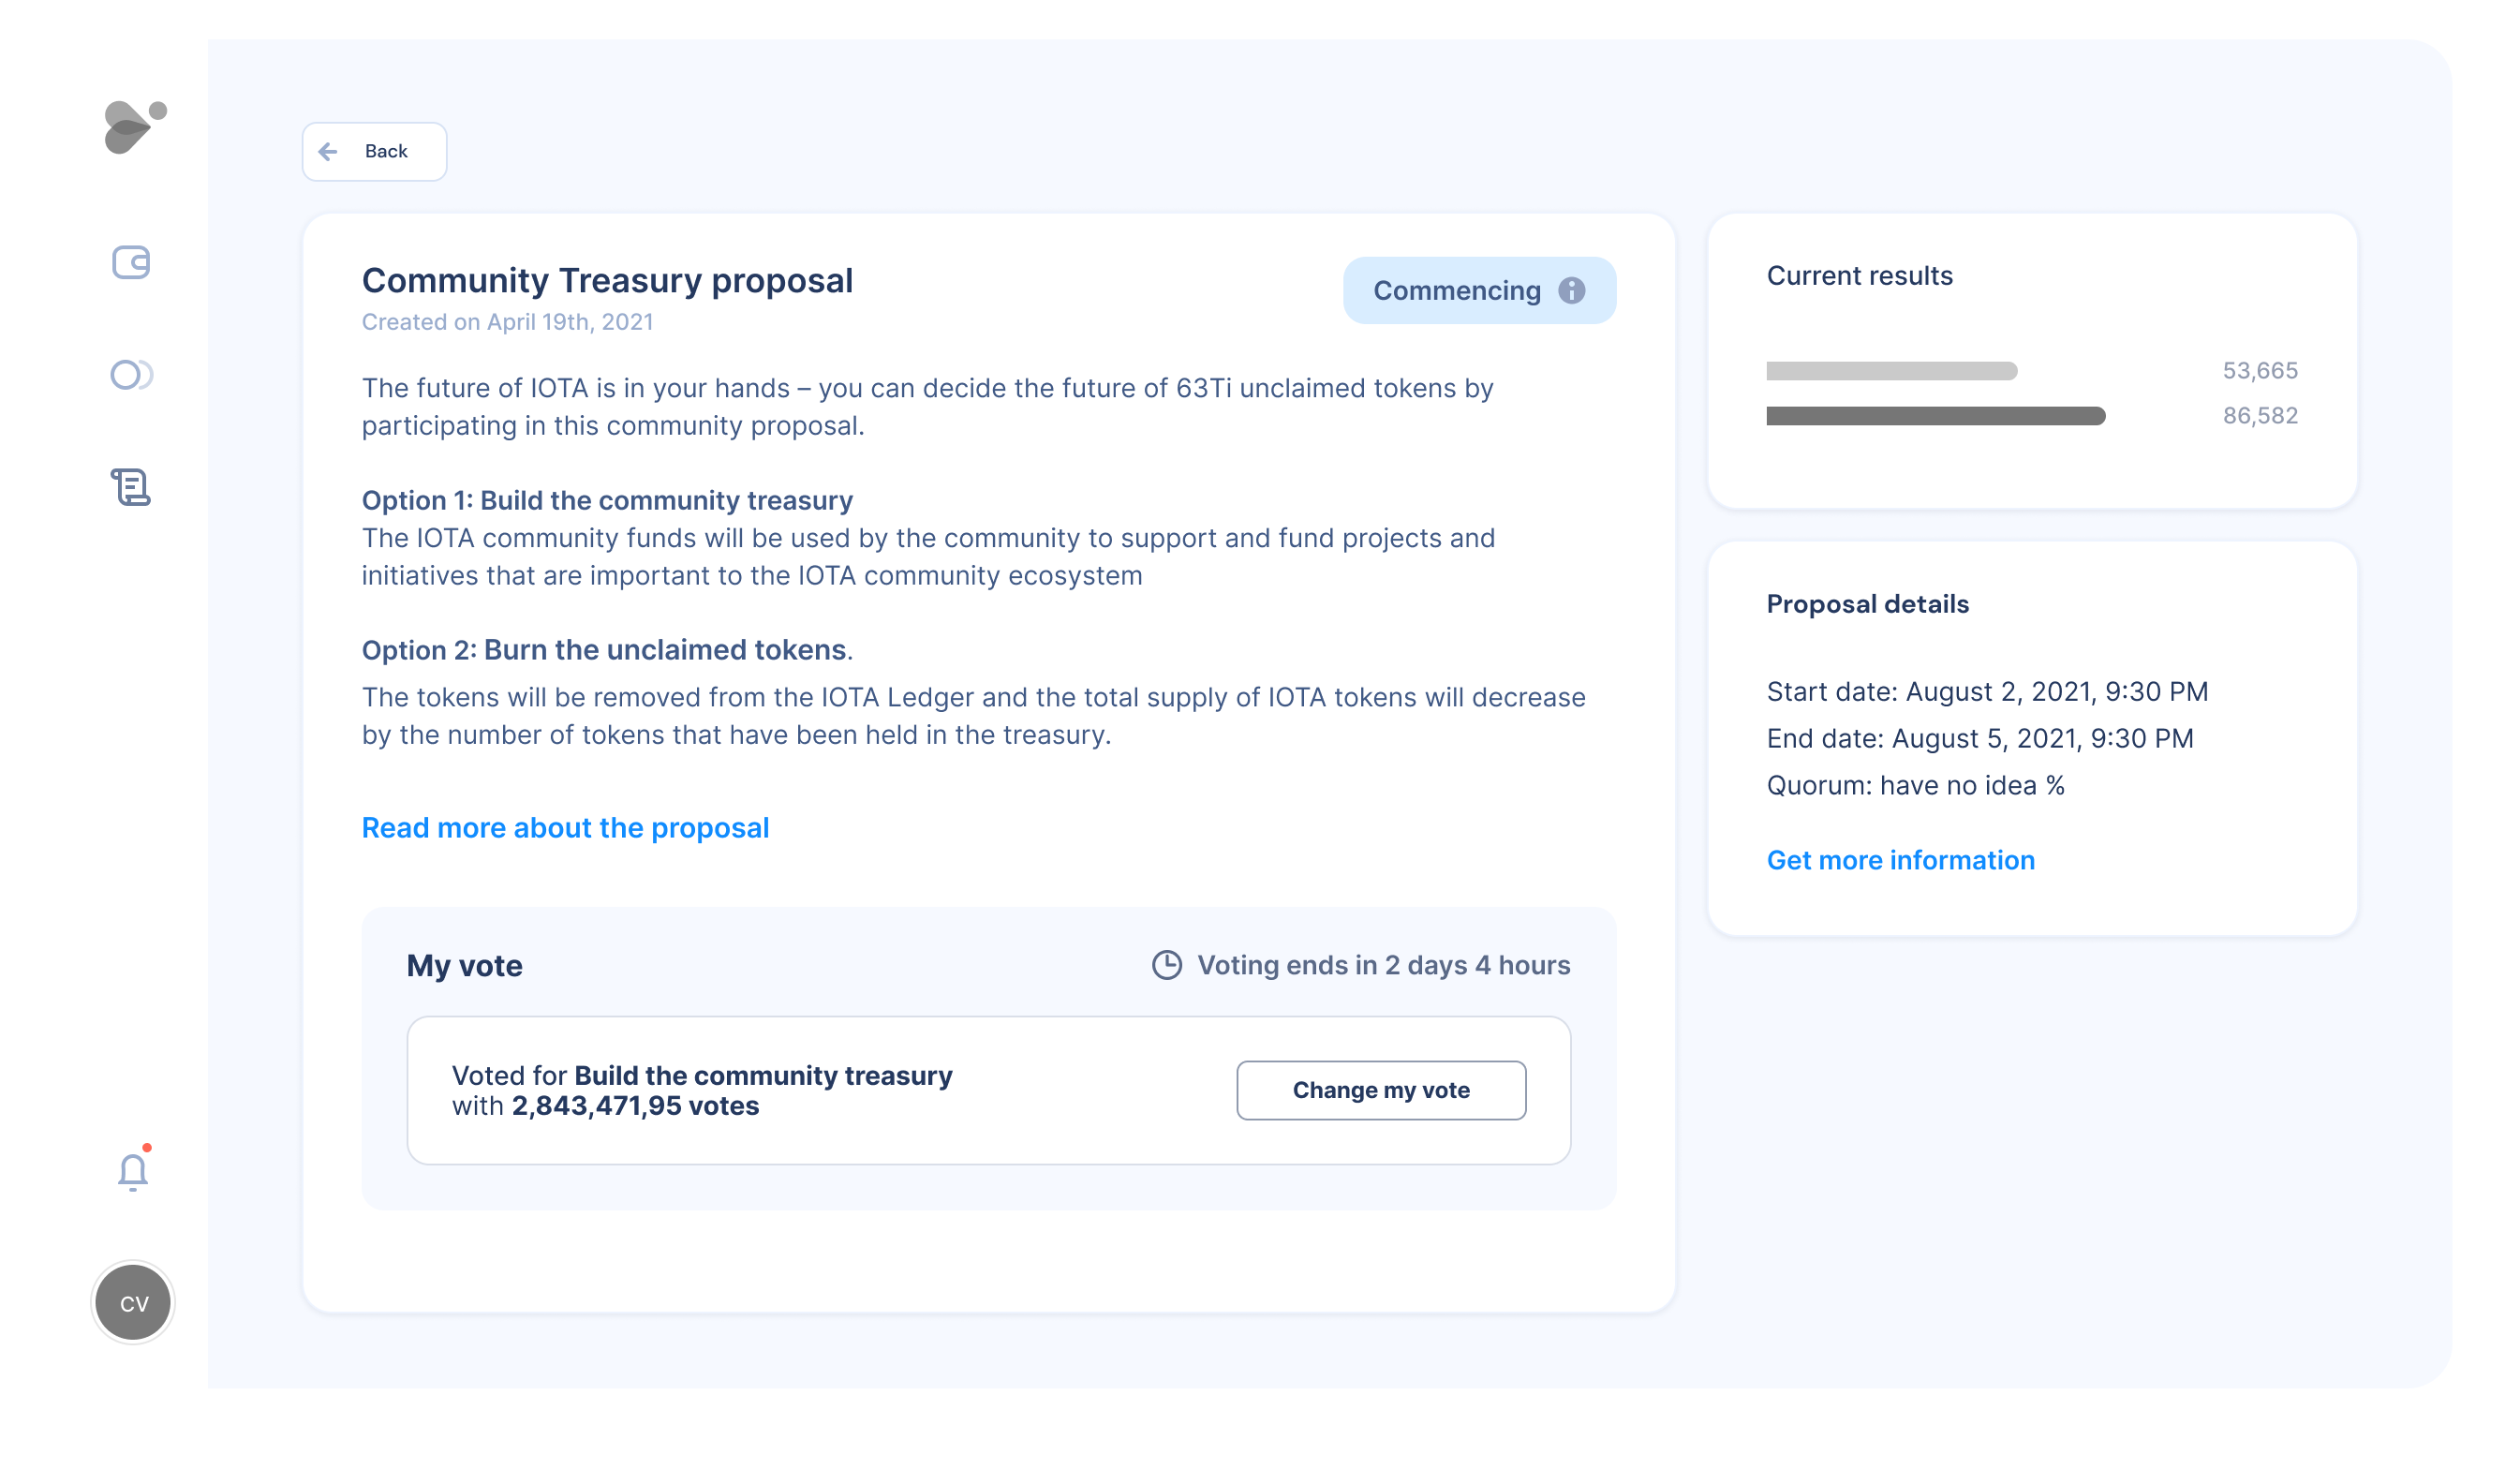 Back
Community Treasury proposal
Commencing
Created on April 19th, 2021
The future of IOTA is in your hands – you can decide the future of 63Ti unclaimed tokens by
participating in this community proposal.
Option 1: Build the community treasury
The IOTA community funds will be used by the community to support and fund projects and
initiatives that are important to the IOTA community ecosystem
Option 2: Burn the unclaimed tokens.
The tokens will be removed from the IOTA Ledger and the total supply of IOTA tokens will decrease
by the number of tokens that have been held in the treasury.
Read more about the proposal
My vote
Voting ends in 2 days 4 hours
Voted for Build the community treasury
with 2,843,471,95 votes
Change my vote
Current results
53,665
86,582
Proposal details
Start date: August 2, 2021, 9:30 PM
End date: August 5, 2021, 9:30 PM
Quorum: have no idea %
Get more information
CV